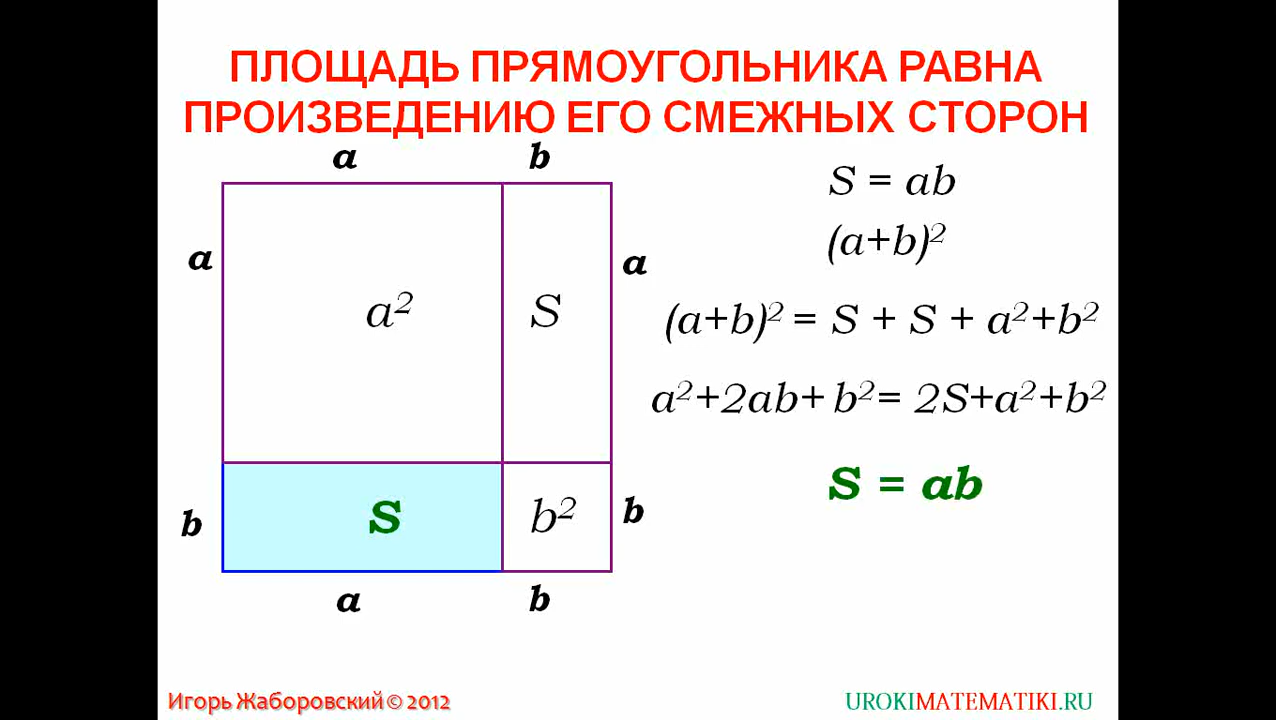 ПЛОЩАДЬ ПРЯМОУГОЛЬНИКА РАВНА
ПРОИЗВЕДЕНИЮ ЕГО СМЕЖНЫХ СТОРОН
a b
S = ab
(a+b)²
a a
a² S
(a+b)² = S + S + a²+b²
a²+2ab+ b²= 2S+a²+b²
S = ab
b S b² b
a b
Игорь Жаборовский © 2012
UROKIMATEMATIKI.RU